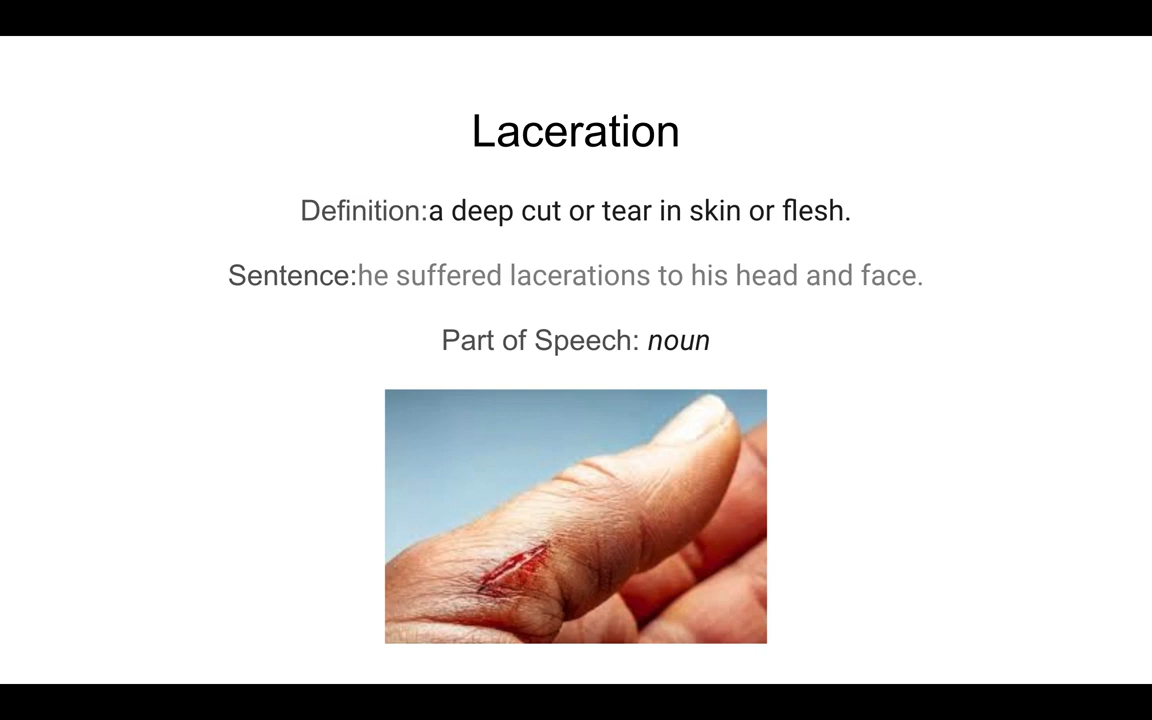 Laceration
Definition:a deep cut or tear in skin or flesh.
Sentence:he suffered lacerations to his head and face.
Part of Speech: noun